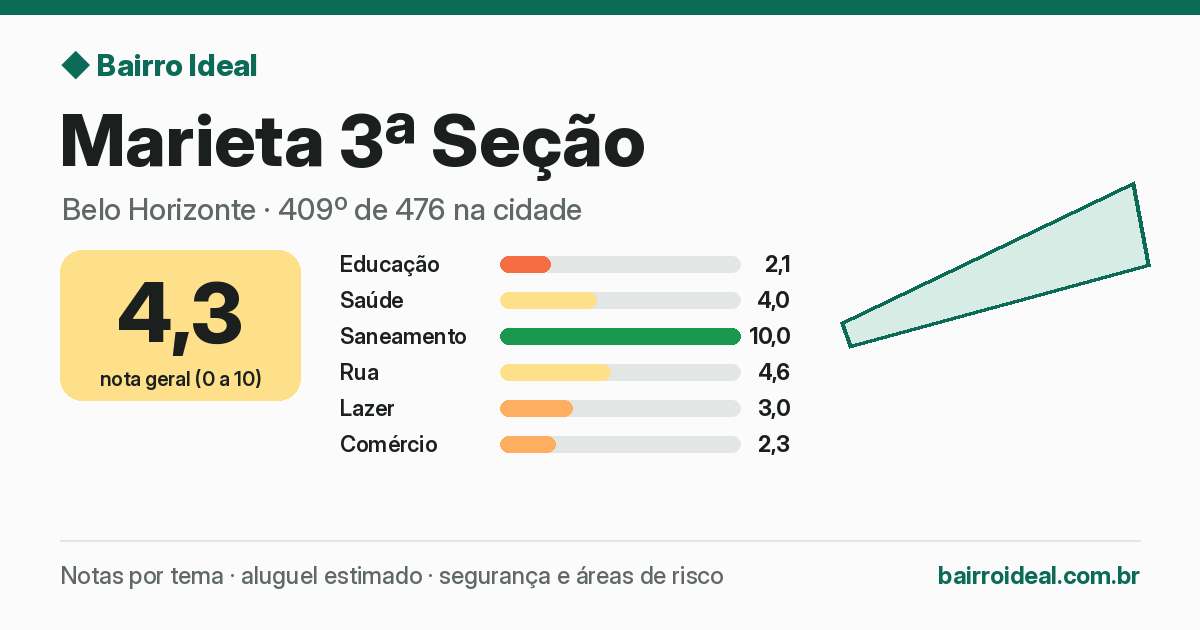 Bairro Ideal
Marieta 3ª Seção
Belo Horizonte · 409º de 476 na cidade
4,3
nota geral (0 a 10)
Educação 2,1
Saúde 4,0
Saneamento 10,0
Rua 4,6
Lazer 3,0
Comércio 2,3
Notas por tema · aluguel estimado · segurança e áreas de risco
bairroideal.com.br